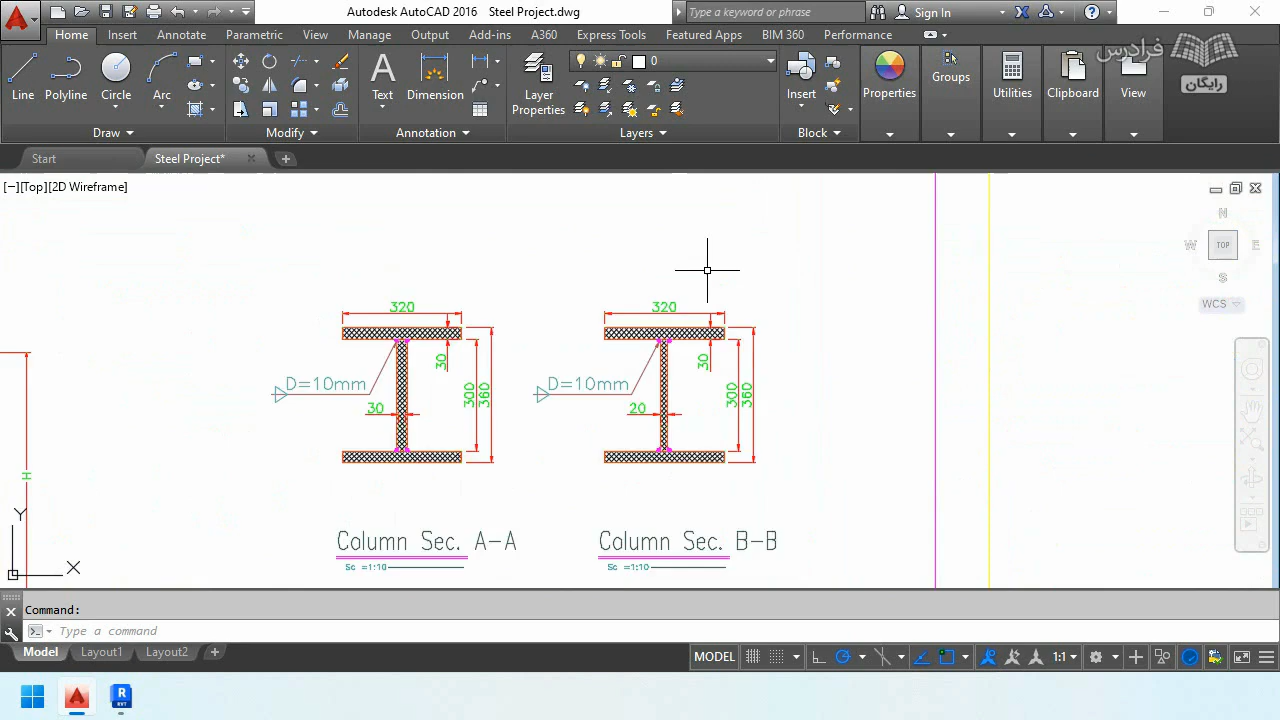 Autodesk AutoCAD 2016 Steel Project.dwg
Type a keyword or phrase
Sign In
Home Insert Annotate Parametric View Manage Output Add-ins A360 Express Tools Featured Apps BIM 360 Performance
فرادرس
رایگان
Line Polyline Circle Arc
Text Dimension
Layer Properties
0
Insert
Properties Groups Utilities Clipboard View
Draw Modify Annotation Layers Block
Start Steel Project*
[−][Top][2D Wireframe]
N
W TOP E
S
WCS
320 320
30 30
D=10mm D=10mm
300 360 300 360
30 20
H
Y
X
Column Sec. A-A Column Sec. B-B
Sc =1:10 Sc =1:10
Command:
Type a command
Model Layout1 Layout2
MODEL 1:1
R
RVT